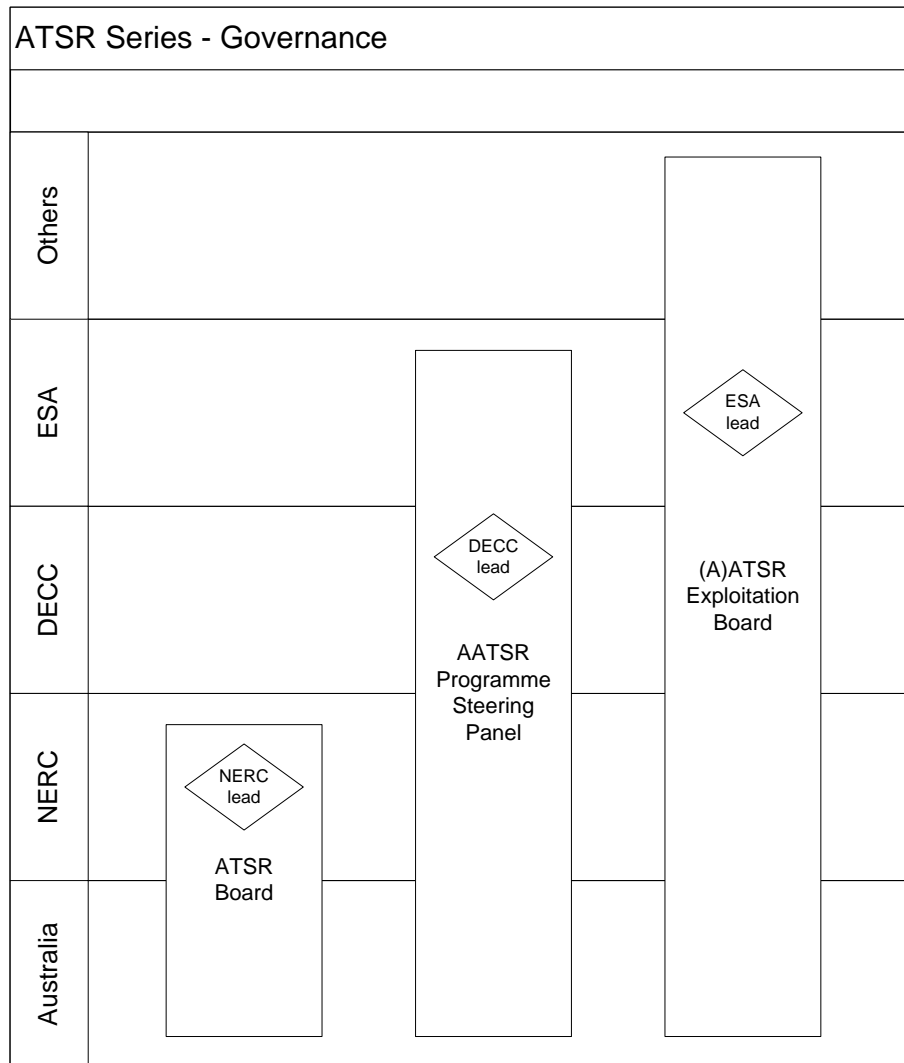 ATSR Series - Governance
Others
ESA
DECC
NERC
Australia
ESA
lead
(A)ATSR
Exploitation
Board
DECC
lead
AATSR
Programme
Steering
Panel
NERC
lead
ATSR
Board